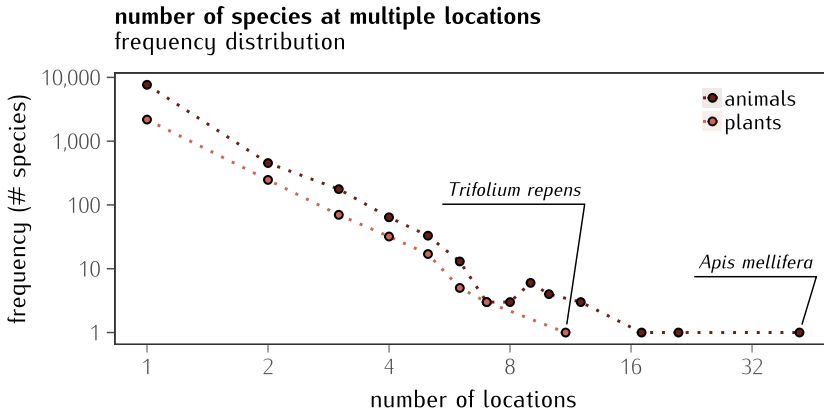 number of species at multiple locations
frequency distribution
frequency (# species)
10,000
1,000
100
10
1
animals
plants
Trifolium repens
Apis mellifera
1 2 4 8 16 32
number of locations